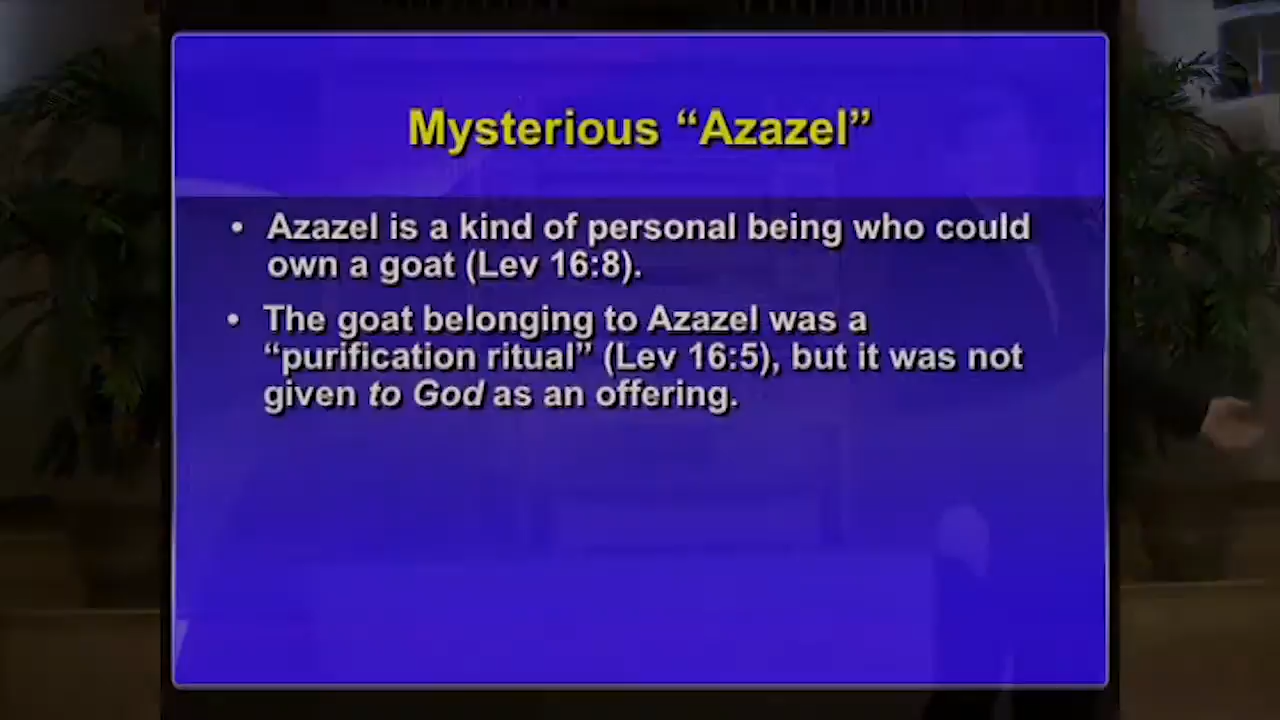 Mysterious “Azazel”
• Azazel is a kind of personal being who could
own a goat (Lev 16:8).
• The goat belonging to Azazel was a
“purification ritual” (Lev 16:5), but it was not
given to God as an offering.